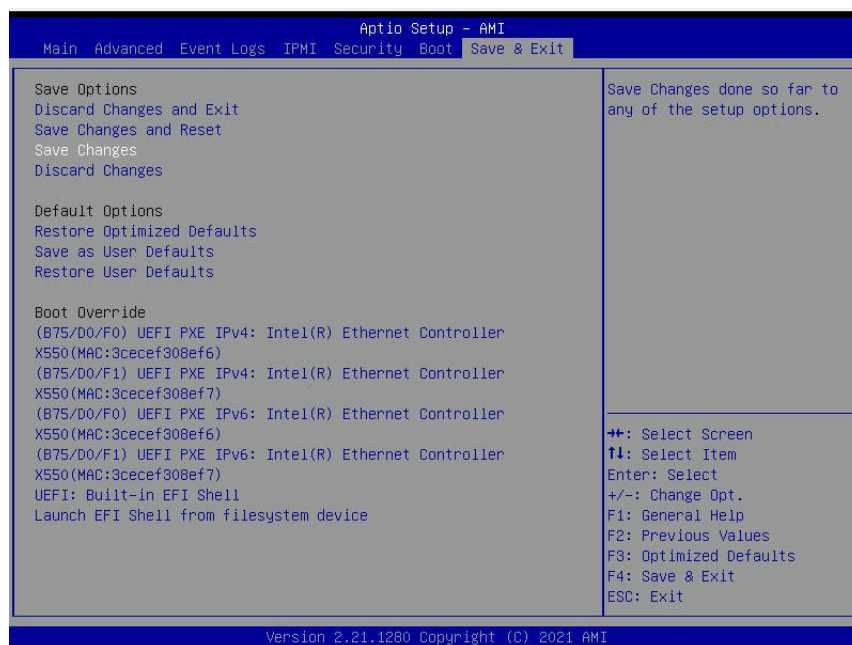 Aptio Setup - AMI
Main Advanced Event Logs IPMI Security Boot Save & Exit
Save Options
Discard Changes and Exit
Save Changes and Reset
Save Changes
Discard Changes
Default Options
Restore Optimized Defaults
Save as User Defaults
Restore User Defaults
Boot Override
(B75/D0/F0) UEFI PXE IPv4: Intel(R) Ethernet Controller
X550(MAC:3cecef308ef6)
(B75/D0/F1) UEFI PXE IPv4: Intel(R) Ethernet Controller
X550(MAC:3cecef308ef7)
(B75/D0/F0) UEFI PXE IPv6: Intel(R) Ethernet Controller
X550(MAC:3cecef308ef6)
(B75/D0/F1) UEFI PXE IPv6: Intel(R) Ethernet Controller
X550(MAC:3cecef308ef7)
UEFI: Built-in EFI Shell
Launch EFI Shell from filesystem device
Save Changes done so far to
any of the setup options.
→←: Select Screen
↑↓: Select Item
Enter: Select
+/-: Change Opt.
F1: General Help
F2: Previous Values
F3: Optimized Defaults
F4: Save & Exit
ESC: Exit
Version 2.21.1280 Copyright (C) 2021 AMI